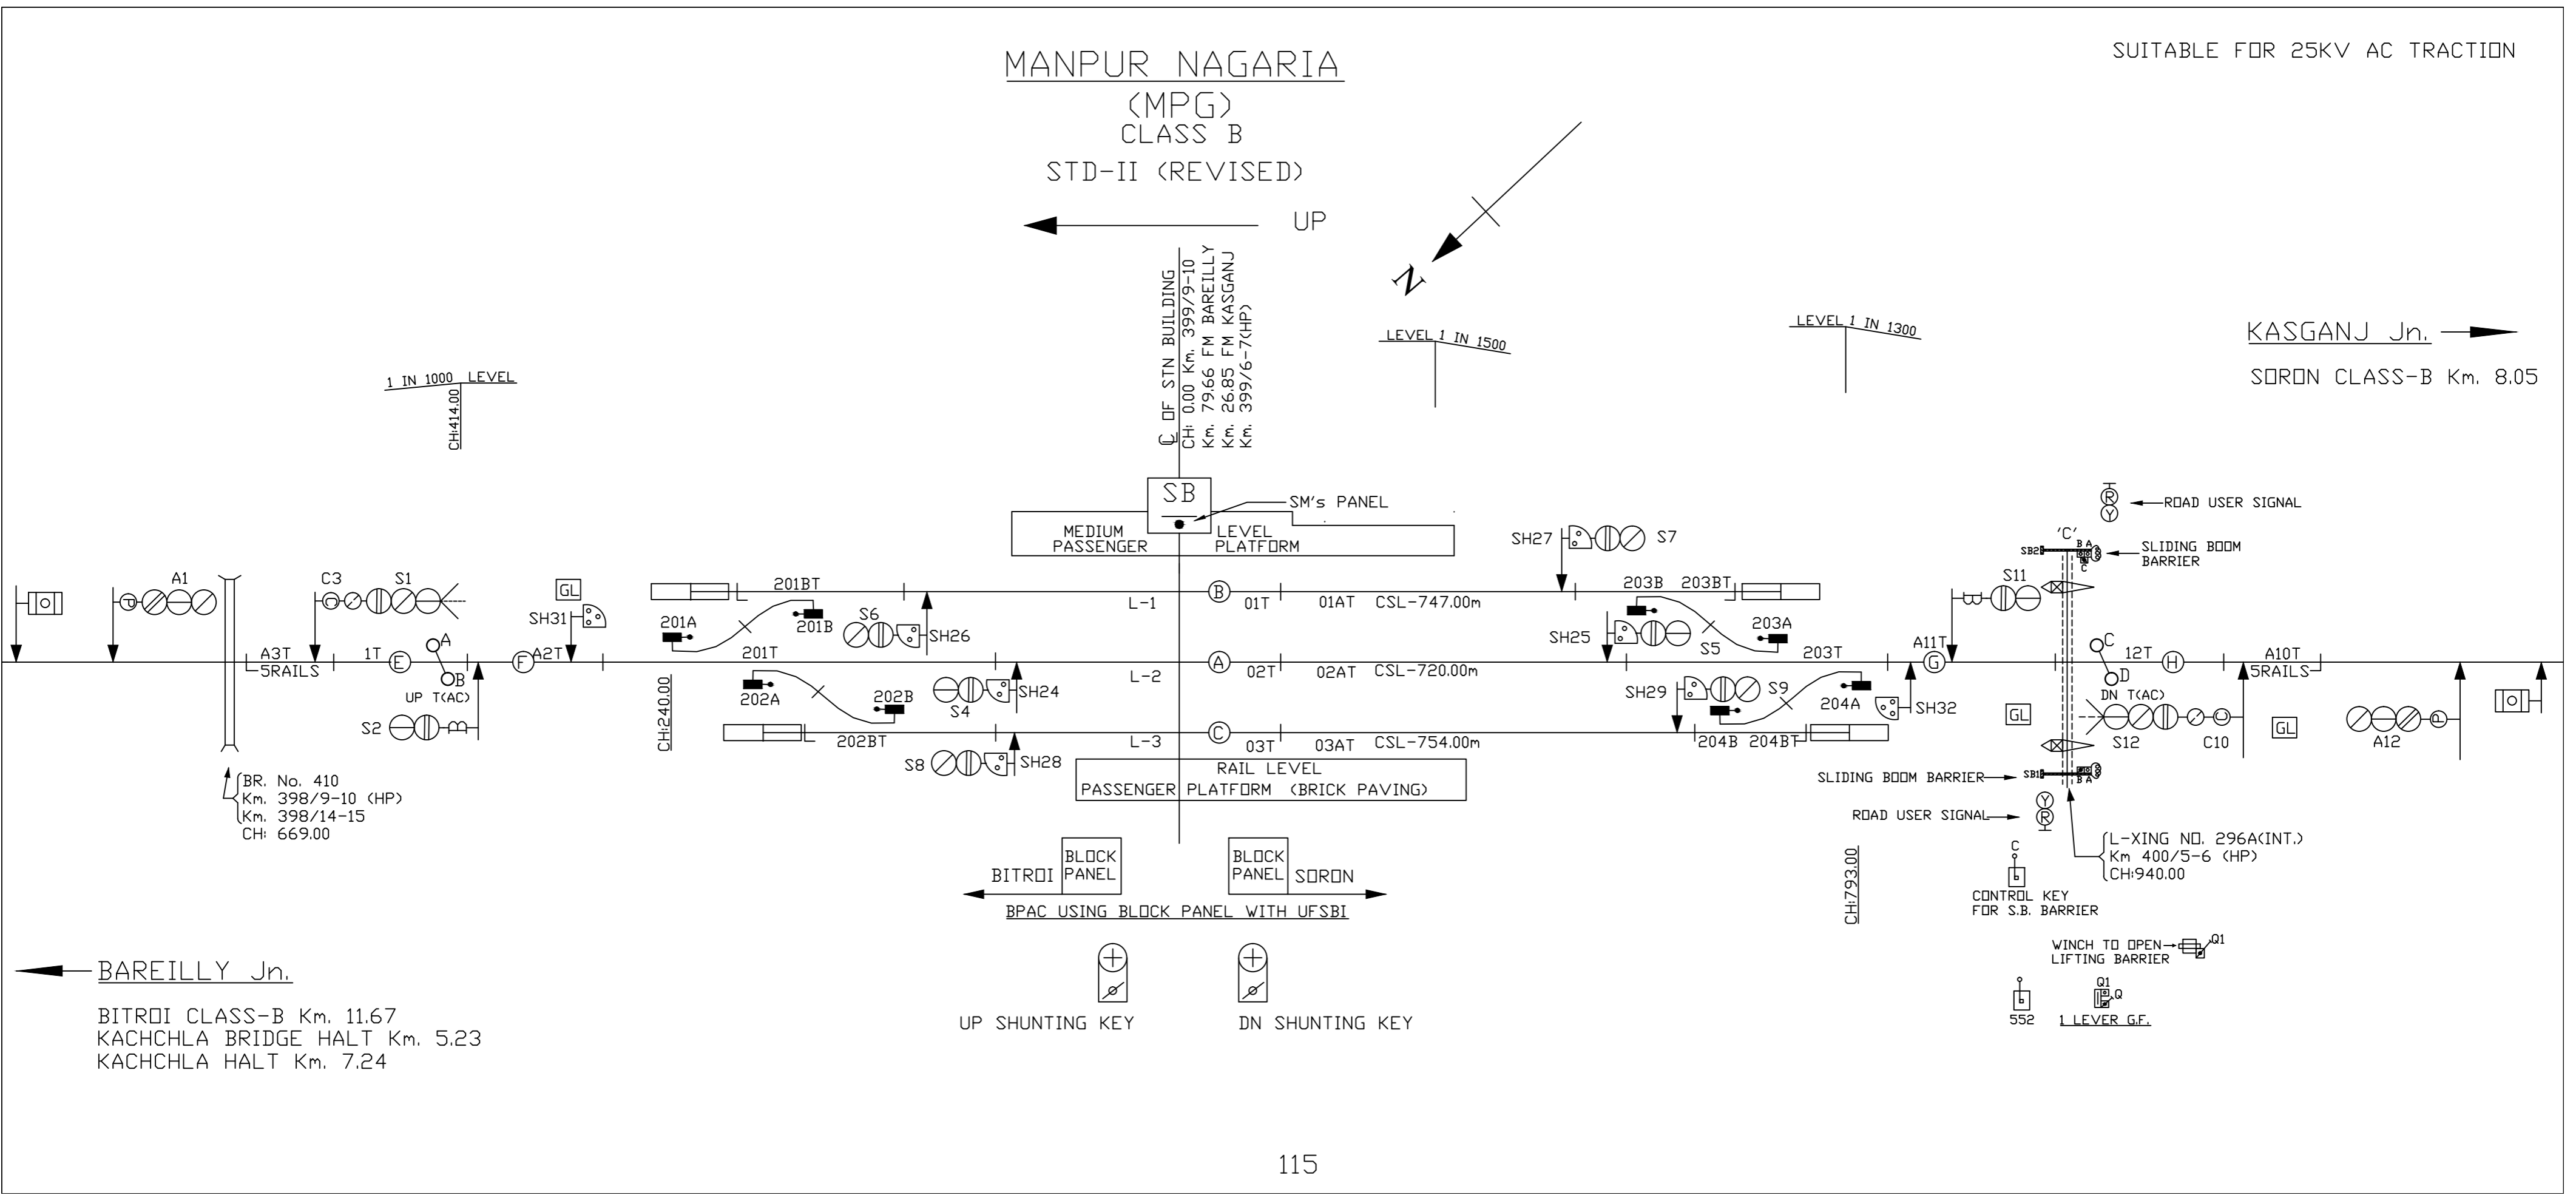 SUITABLE FOR 25KV AC TRACTION
MANPUR NAGARIA
(MPG)
CLASS B
STD-II (REVISED)
UP
N
C OF STN BUILDING
CH: 0.00 Km. 399/9-10
Km. 79.66 FM BAREILLY
Km. 26.85 FM KASGANJ
Km. 399/6-7(HP)
1 IN 1000 LEVEL
CH:414.00
LEVEL 1 IN 1500
LEVEL 1 IN 1300
KASGANJ Jn.
SORON CLASS-B Km. 8.05
SB
SM's PANEL
MEDIUM LEVEL
PASSENGER PLATFORM
ROAD USER SIGNAL
R
Y
'C'
SB2
B A
C
SLIDING BOOM
BARRIER
SH27
S7
A1
P
C3
S1
C
GL
SH31
201BT
L-1
B
01T
01AT
CSL-747.00m
203B
203BT
S11
B
201A
201B
S6
SH26
SH25
S5
203A
A3T
5RAILS
1T
E
A
B
UP T(AC)
F
A2T
201T
L-2
A
02T
02AT
CSL-720.00m
203T
A11T
G
C
D
DN T(AC)
12T
H
A10T
5RAILS
S2
B
CH:240.00
202A
202B
S4
SH24
SH29
S9
204A
SH32
GL
S12
C10
C
GL
A12
P
202BT
L-3
C
03T
03AT
CSL-754.00m
204B
204BT
S8
SH28
RAIL LEVEL
PASSENGER PLATFORM (BRICK PAVING)
SLIDING BOOM BARRIER
SB1
B A
ROAD USER SIGNAL
Y
R
BR. No. 410
Km. 398/9-10 (HP)
Km. 398/14-15
CH: 669.00
BITROI
BLOCK
PANEL
BLOCK
PANEL
SORON
BPAC USING BLOCK PANEL WITH UFSBI
CH:793.00
L-XING NO. 296A(INT.)
Km 400/5-6 (HP)
CH:940.00
C
CONTROL KEY
FOR S.B. BARRIER
WINCH TO OPEN
LIFTING BARRIER
Q1
552
Q1
Q
1 LEVER G.F.
UP SHUNTING KEY
DN SHUNTING KEY
BAREILLY Jn.
BITROI CLASS-B Km. 11.67
KACHCHLA BRIDGE HALT Km. 5.23
KACHCHLA HALT Km. 7.24
115